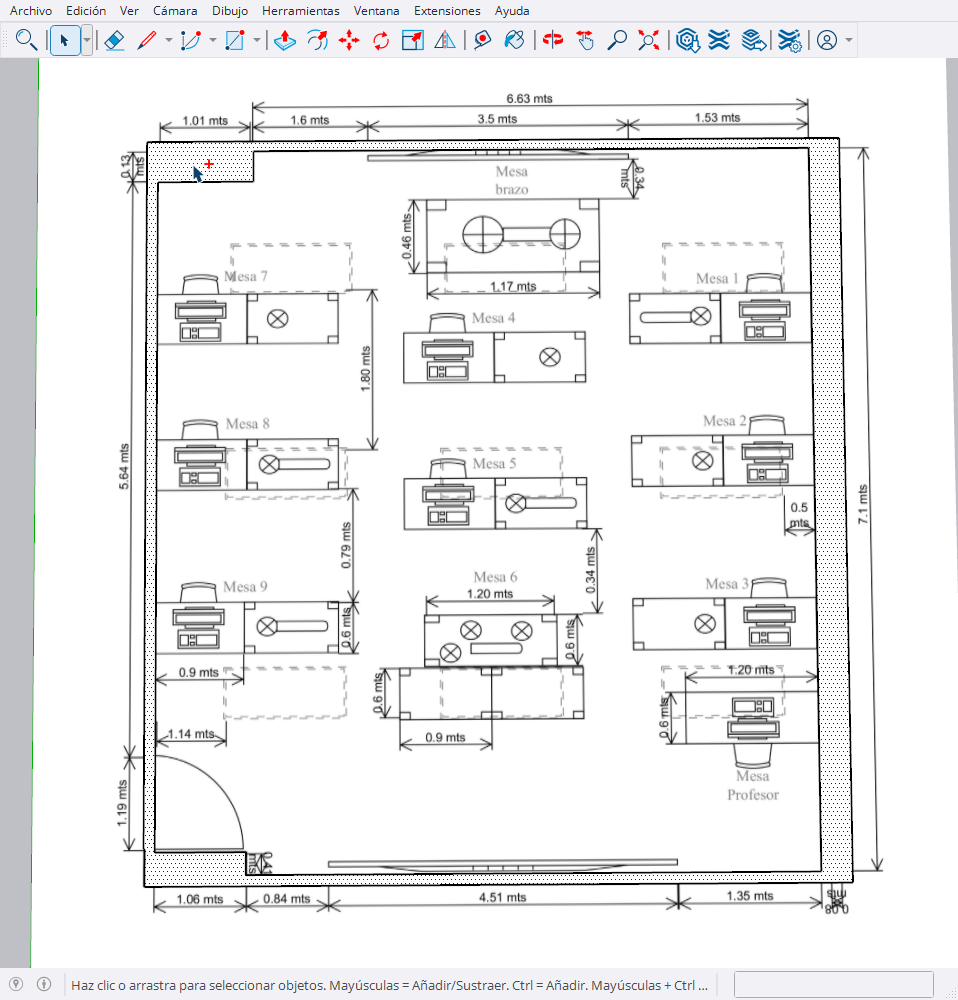 Archivo Edición Ver Cámara Dibujo Herramientas Ventana Extensiones Ayuda
6.63 mts
1.01 mts 1.6 mts 3.5 mts 1.53 mts
0.13 mts
Mesa
brazo
0.34 mts
0.46 mts
Mesa 7
Mesa 1
1.17 mts
Mesa 4
1.80 mts
Mesa 8
Mesa 2
5.64 mts
Mesa 5
7.1 mts
0.5
mts
0.79 mts
0.34 mts
Mesa 9
Mesa 6
Mesa 3
1.20 mts
0.6 mts
0.6 mts
0.9 mts
1.20 mts
0.6 mts
0.6 mts
1.14 mts
0.9 mts
Mesa
Profesor
1.19 mts
0.41 mts
1.06 mts 0.84 mts 4.51 mts 1.35 mts
0.08 mts
Haz clic o arrastra para seleccionar objetos. Mayúsculas = Añadir/Sustraer. Ctrl = Añadir. Mayúsculas + Ctrl ...